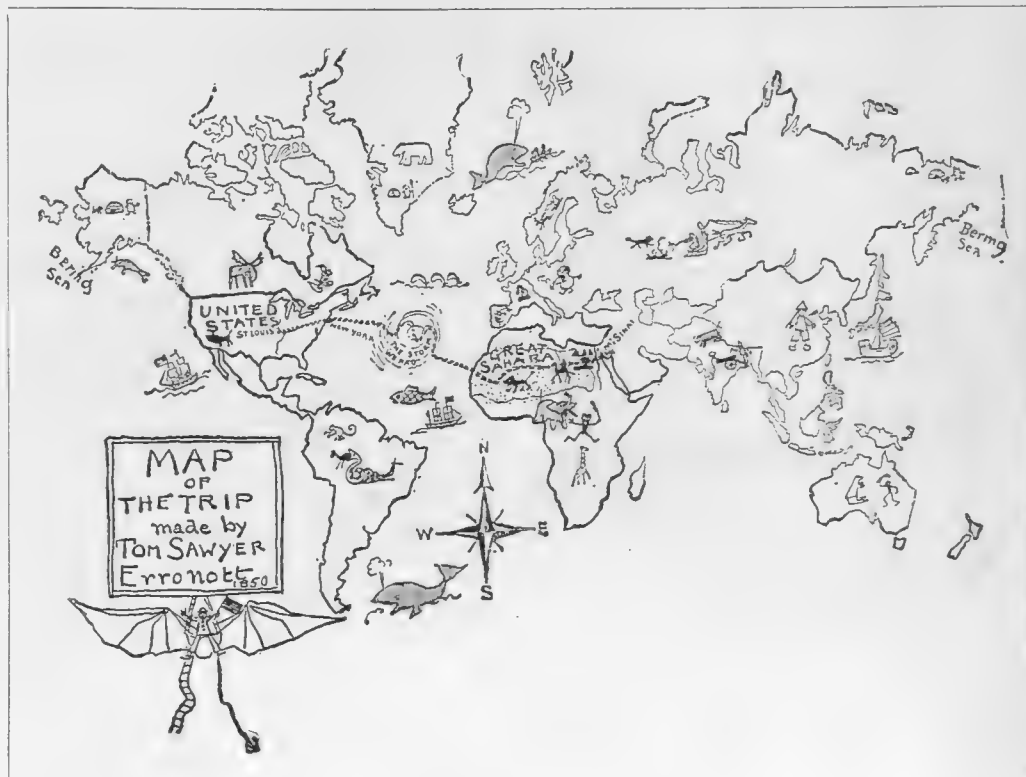 Bering
Sea
UNITED
STATES
ST LOUIS
NEW YORK
GREAT
SAHARA
SINAI
Bering
Sea
MAP
OF
THE TRIP
made by
TOM SAWYER
Erronott
1850
N
W
E
S